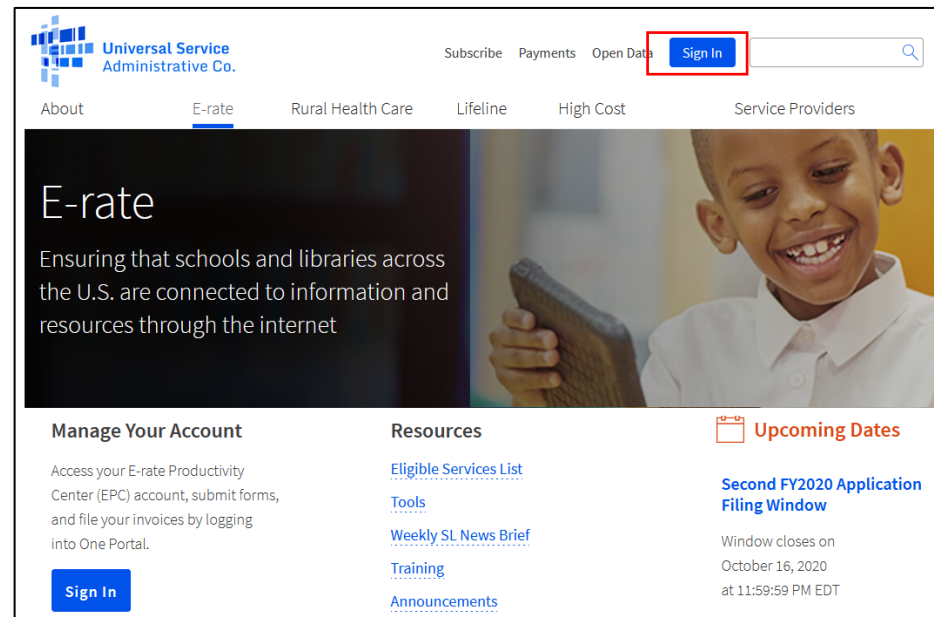 Universal Service
Administrative Co.
Subscribe Payments Open Data Sign In
About E-rate Rural Health Care Lifeline High Cost Service Providers
E-rate
Ensuring that schools and libraries across
the U.S. are connected to information and
resources through the internet
Manage Your Account
Access your E-rate Productivity
Center (EPC) account, submit forms,
and file your invoices by logging
into One Portal.
Sign In
Resources
Eligible Services List
Tools
Weekly SL News Brief
Training
Announcements
Upcoming Dates
Second FY2020 Application
Filing Window
Window closes on
October 16, 2020
at 11:59:59 PM EDT